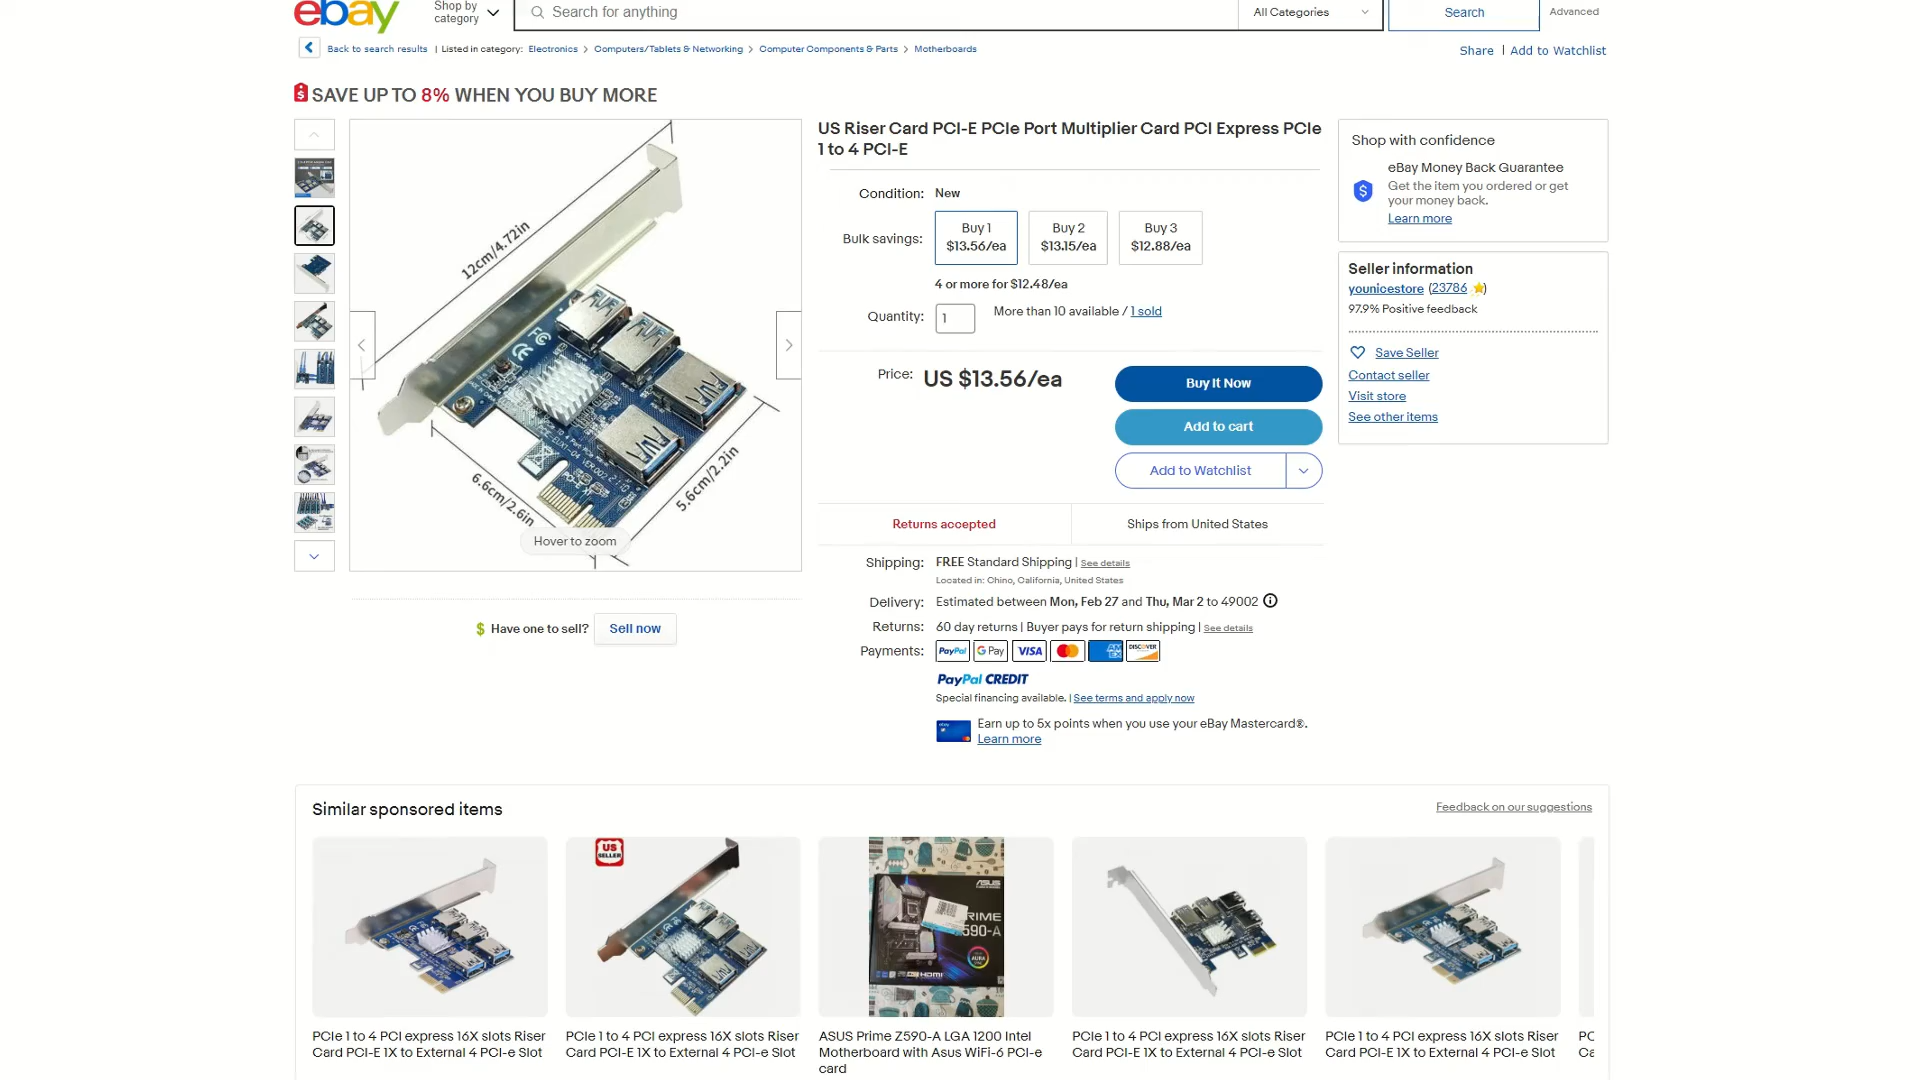 ebay
Shop by category
Search for anything
All Categories
Search
Advanced
Back to search results | Listed in category: Electronics > Computers/Tablets & Networking > Computer Components & Parts > Motherboards
Share | Add to Watchlist
SAVE UP TO 8% WHEN YOU BUY MORE
12cm/4.72in
6.6cm/2.6in
5.6cm/2.2in
FC
CE
Hover to zoom
Have one to sell? Sell now
US Riser Card PCI-E PCIe Port Multiplier Card PCI Express PCIe
1 to 4 PCI-E
Condition: New
Bulk savings:
Buy 1
$13.56/ea
Buy 2
$13.15/ea
Buy 3
$12.88/ea
4 or more for $12.48/ea
Quantity: 1 More than 10 available / 1 sold
Price: US $13.56/ea
Buy It Now
Add to cart
Add to Watchlist
Returns accepted
Ships from United States
Shipping: FREE Standard Shipping | See details
Located in: Chino, California, United States
Delivery: Estimated between Mon, Feb 27 and Thu, Mar 2 to 49002
Returns: 60 day returns | Buyer pays for return shipping | See details
Payments: PayPal G Pay VISA AMEX DISCOVER
PayPal CREDIT
Special financing available. | See terms and apply now
Earn up to 5x points when you use your eBay Mastercard®.
Learn more
Shop with confidence
eBay Money Back Guarantee
Get the item you ordered or get
your money back.
Learn more
Seller information
younicestore (23786)
97.9% Positive feedback
Save Seller
Contact seller
Visit store
See other items
Similar sponsored items
Feedback on our suggestions
US
SELLER
ASUS
PRIME
Z590-A
AURA
HDMI
PCIe 1 to 4 PCI express 16X slots Riser
Card PCI-E 1X to External 4 PCI-e Slot
PCIe 1 to 4 PCI express 16X slots Riser
Card PCI-E 1X to External 4 PCI-e Slot
ASUS Prime Z590-A LGA 1200 Intel
Motherboard with Asus WiFi-6 PCI-e
card
PCIe 1 to 4 PCI express 16X slots Riser
Card PCI-E 1X to External 4 PCI-e Slot
PCIe 1 to 4 PCI express 16X slots Riser
Card PCI-E 1X to External 4 PCI-e Slot
PC
Ca